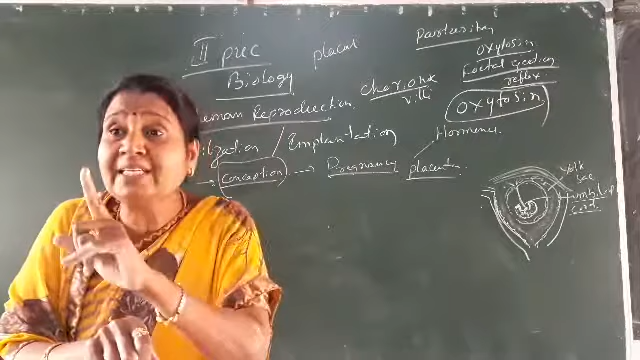 II puc
placent
Parturition
Biology
Oxytosin
Foetal ejection
reflex
Human Reproduction
Chorionic
villi
Oxytosin
ilization / Implantation
Hormones
→ Conception ---> Pregnancy placenta
Yolk
Sac
umbilical
Cord